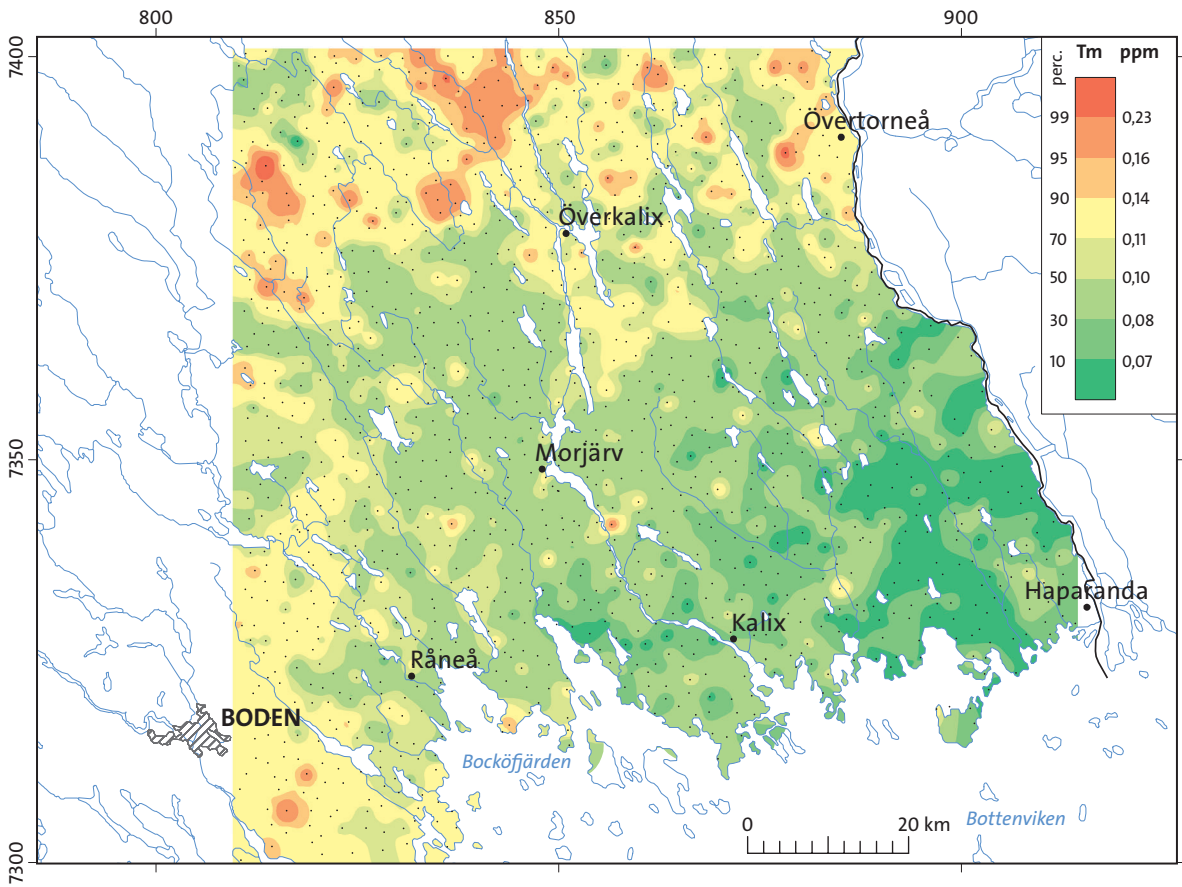 800 850 900
7400
7350
7300
perc. Tm ppm
99 0,23
95 0,16
90 0,14
70 0,11
50 0,10
30 0,08
10 0,07
Övertorneå
Överkalix
Morjärv
Haparanda
Kalix
Råneå
BODEN
Bocköfjärden
Bottenviken
0 20 km